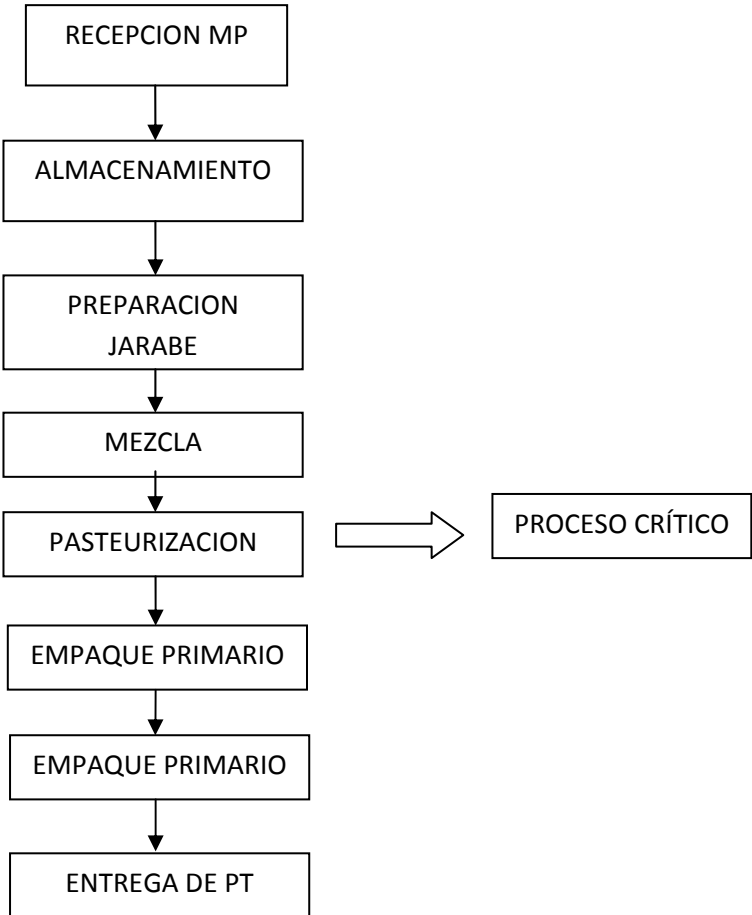 RECEPCION MP
ALMACENAMIENTO
PREPARACION
JARABE
MEZCLA
PASTEURIZACION
PROCESO CRÍTICO
EMPAQUE PRIMARIO
EMPAQUE PRIMARIO
ENTREGA DE PT